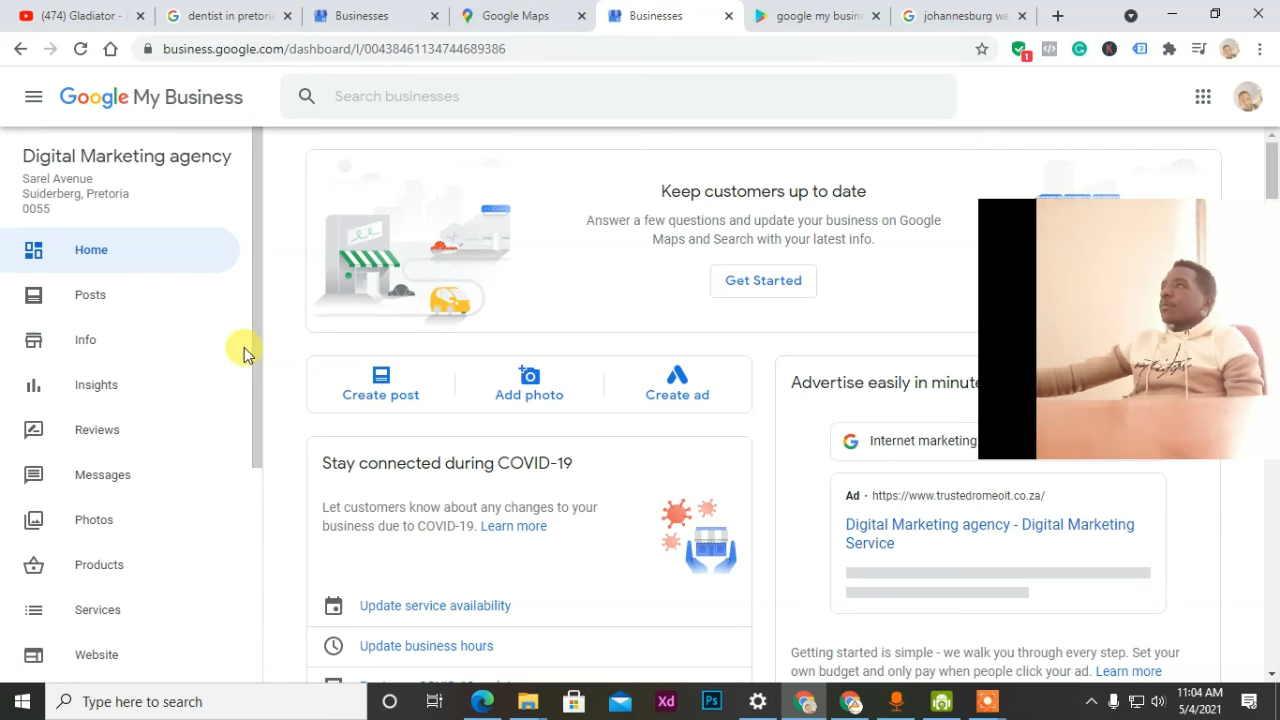 (474) Gladiator -
dentist in pretoria
Businesses
Google Maps
Businesses
google my busin
johannesburg wa
business.google.com/dashboard/l/00438461134744689386
1
Google My Business
Search businesses
Digital Marketing agency
Sarel Avenue
Suiderberg, Pretoria
0055
Home
Posts
Info
Insights
Reviews
Messages
Photos
Products
Services
Website
Keep customers up to date
Answer a few questions and update your business on Google
Maps and Search with your latest info.
Get Started
Create post
Add photo
Create ad
Stay connected during COVID-19
Let customers know about any changes to your
business due to COVID-19. Learn more
Update service availability
Update business hours
Advertise easily in minute
Internet marketing
Ad · https://www.trustedromeoit.co.za/
Digital Marketing agency - Digital Marketing
Service
Getting started is simple - we walk you through every step. Set your
own budget and only pay when people click your ad. Learn more
Type here to search
Xd
Ps
11:04 AM
5/4/2021